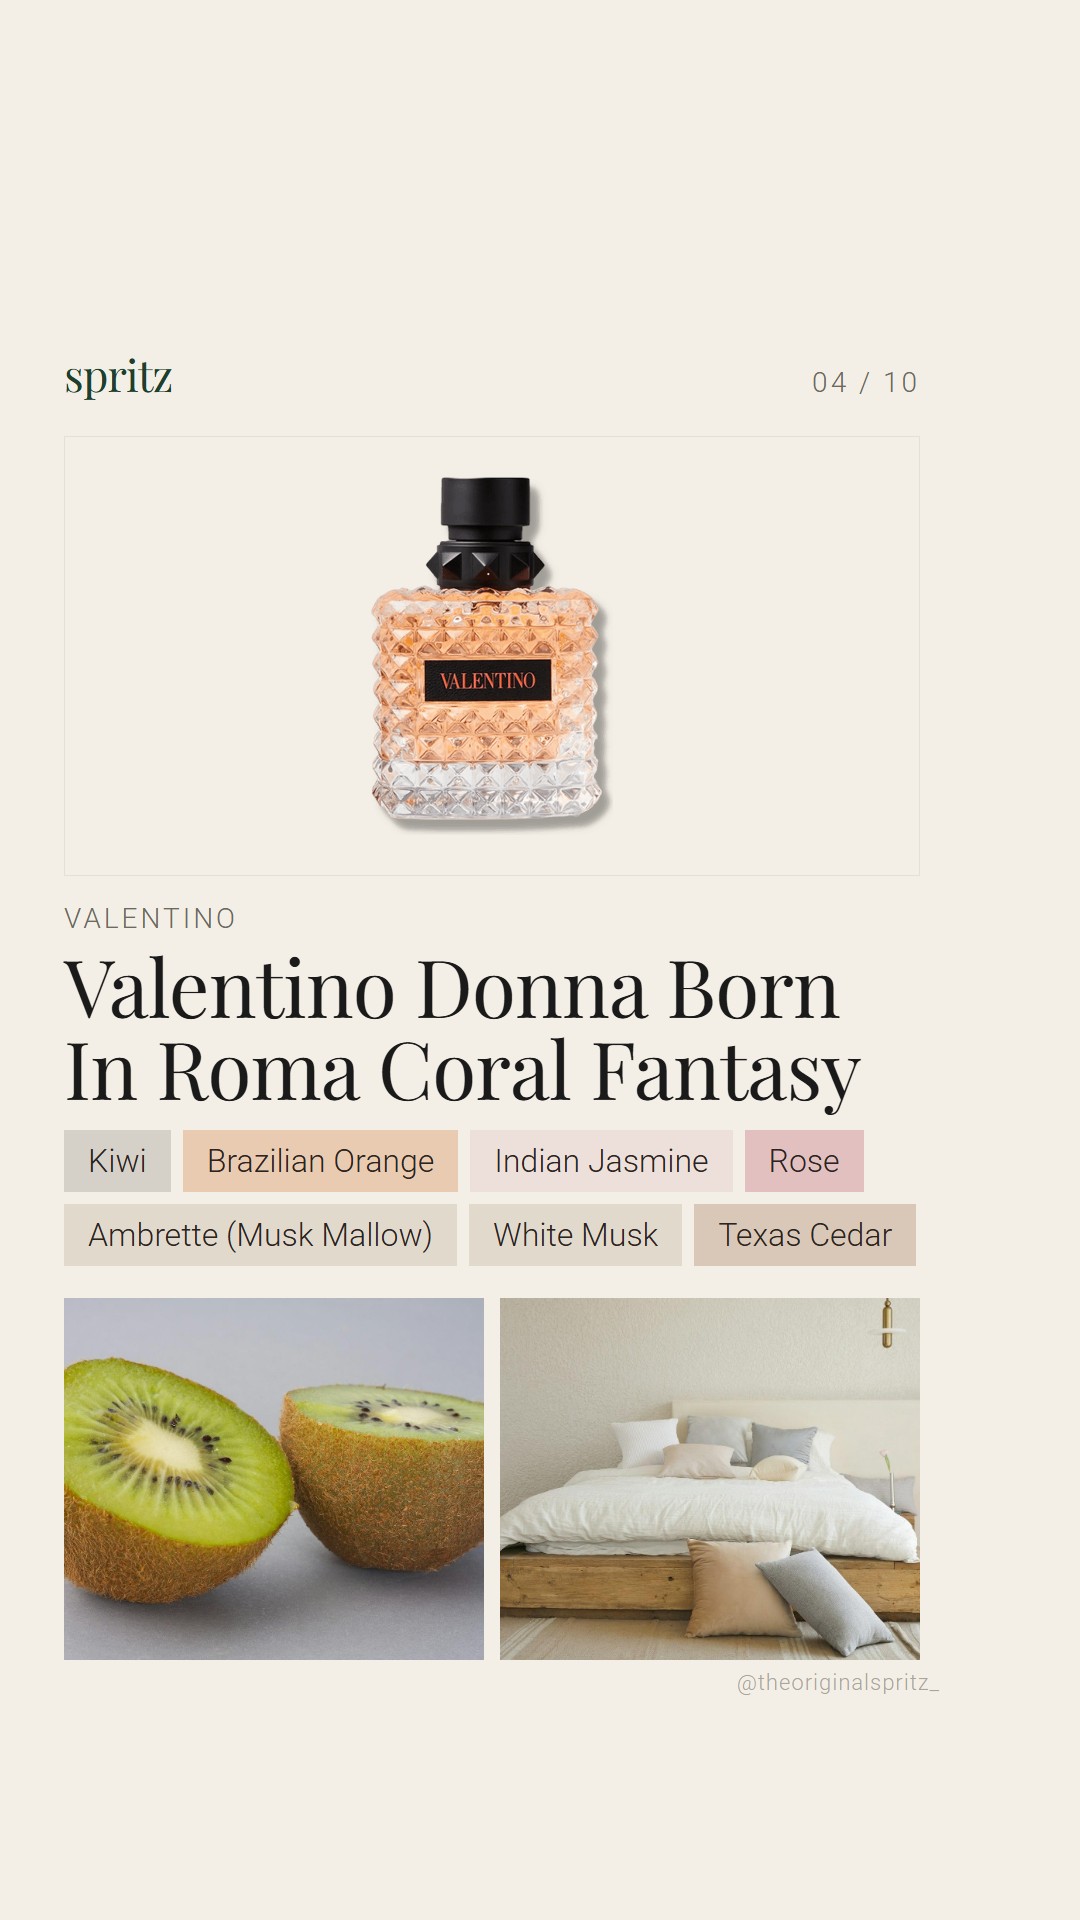 spritz
04 / 10
VALENTINO
VALENTINO
Valentino Donna Born
In Roma Coral Fantasy
Kiwi Brazilian Orange Indian Jasmine Rose
Ambrette (Musk Mallow) White Musk Texas Cedar
@theoriginalspritz_